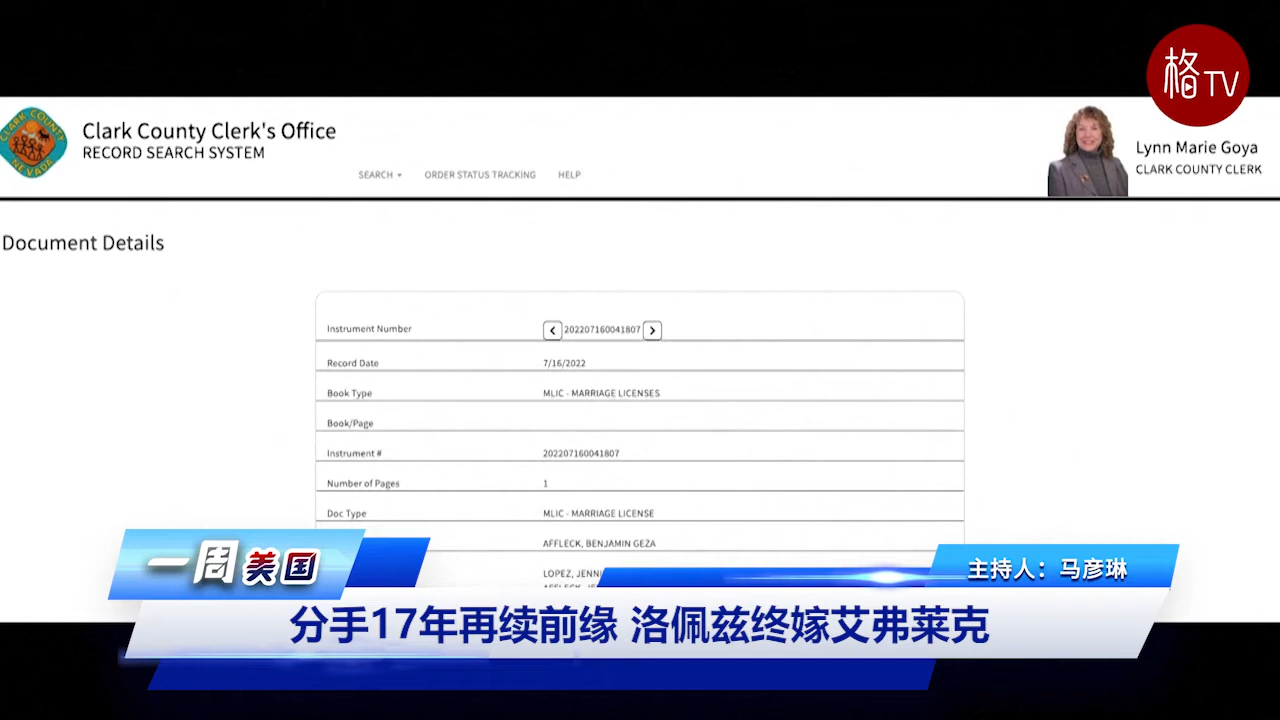 格TV
CLARK COUNTY
NEVADA
Clark County Clerk's Office
RECORD SEARCH SYSTEM
SEARCH
ORDER STATUS TRACKING
HELP
Lynn Marie Goya
CLARK COUNTY CLERK
Document Details
Instrument Number 202207160041807
Record Date 7/16/2022
Book Type MLIC - MARRIAGE LICENSES
Book/Page
Instrument # 202207160041807
Number of Pages 1
Doc Type MLIC - MARRIAGE LICENSE
AFFLECK, BENJAMIN GEZA
LOPEZ,
一周美国
主持人：马彦琳
分手17年再续前缘 洛佩兹终嫁艾弗莱克